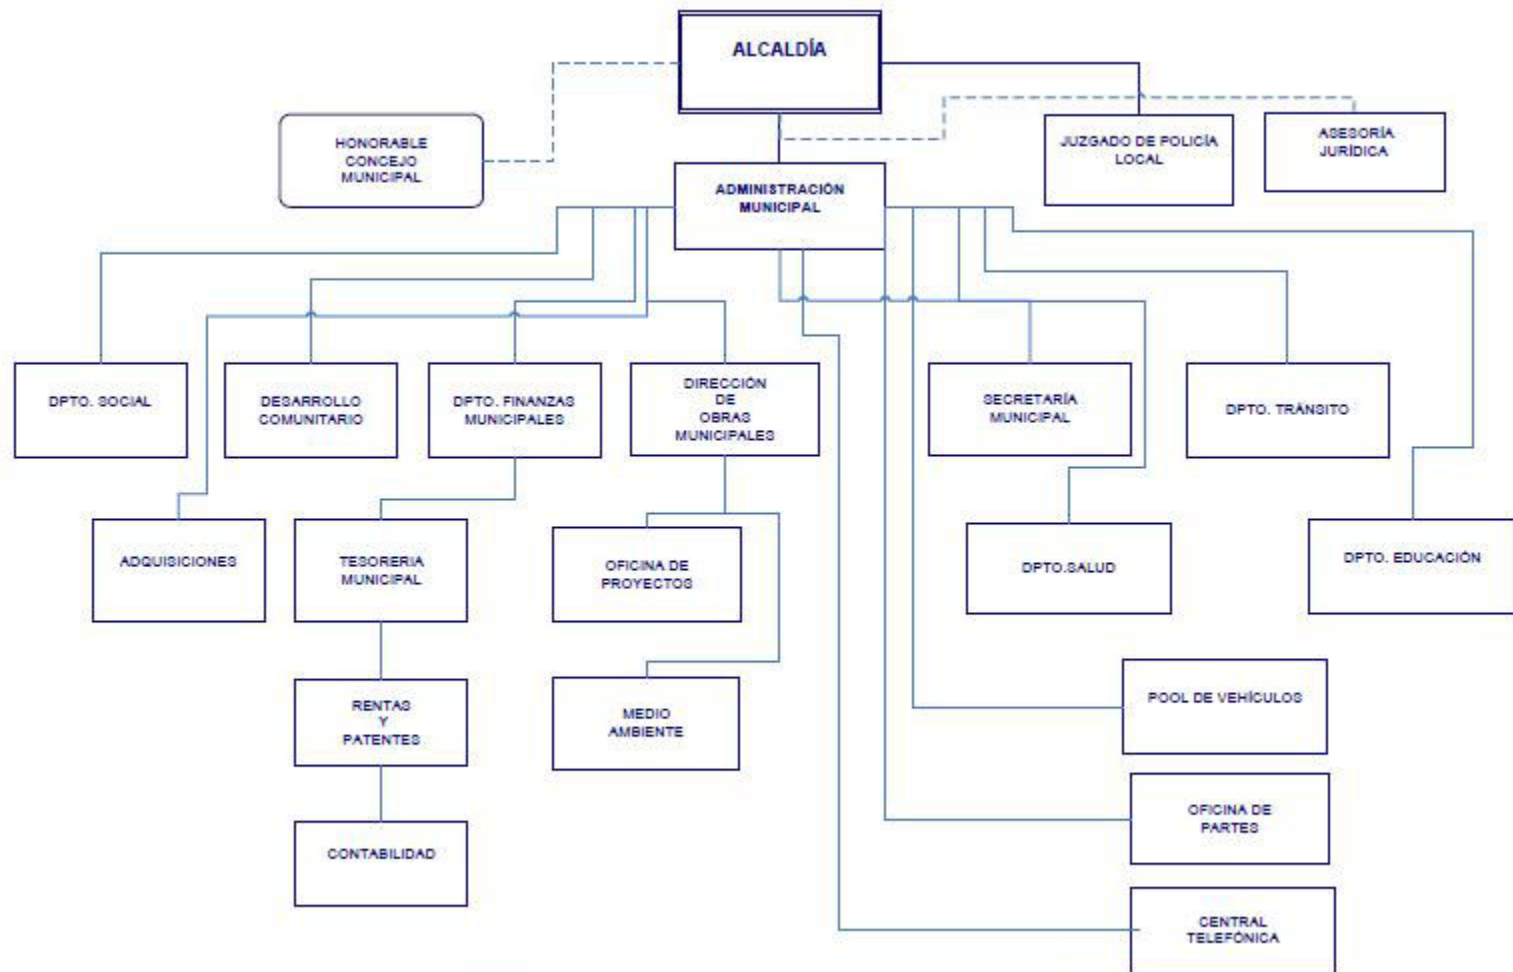 ALCALDÍA
HONORABLE
CONCEJO
MUNICIPAL
JUZGADO DE POLICÍA
LOCAL
ASESORÍA
JURÍDICA
ADMINISTRACIÓN
MUNICIPAL
DPTO. SOCIAL
DESARROLLO
COMUNITARIO
DPTO. FINANZAS
MUNICIPALES
DIRECCIÓN
DE
OBRAS
MUNICIPALES
SECRETARÍA
MUNICIPAL
DPTO. TRÁNSITO
ADQUISICIONES
TESORERIA
MUNICIPAL
OFICINA DE
PROYECTOS
DPTO.SALUD
DPTO. EDUCACIÓN
RENTAS
Y
PATENTES
MEDIO
AMBIENTE
POOL DE VEHÍCULOS
CONTABILIDAD
OFICINA DE
PARTES
CENTRAL
TELEFÓNICA